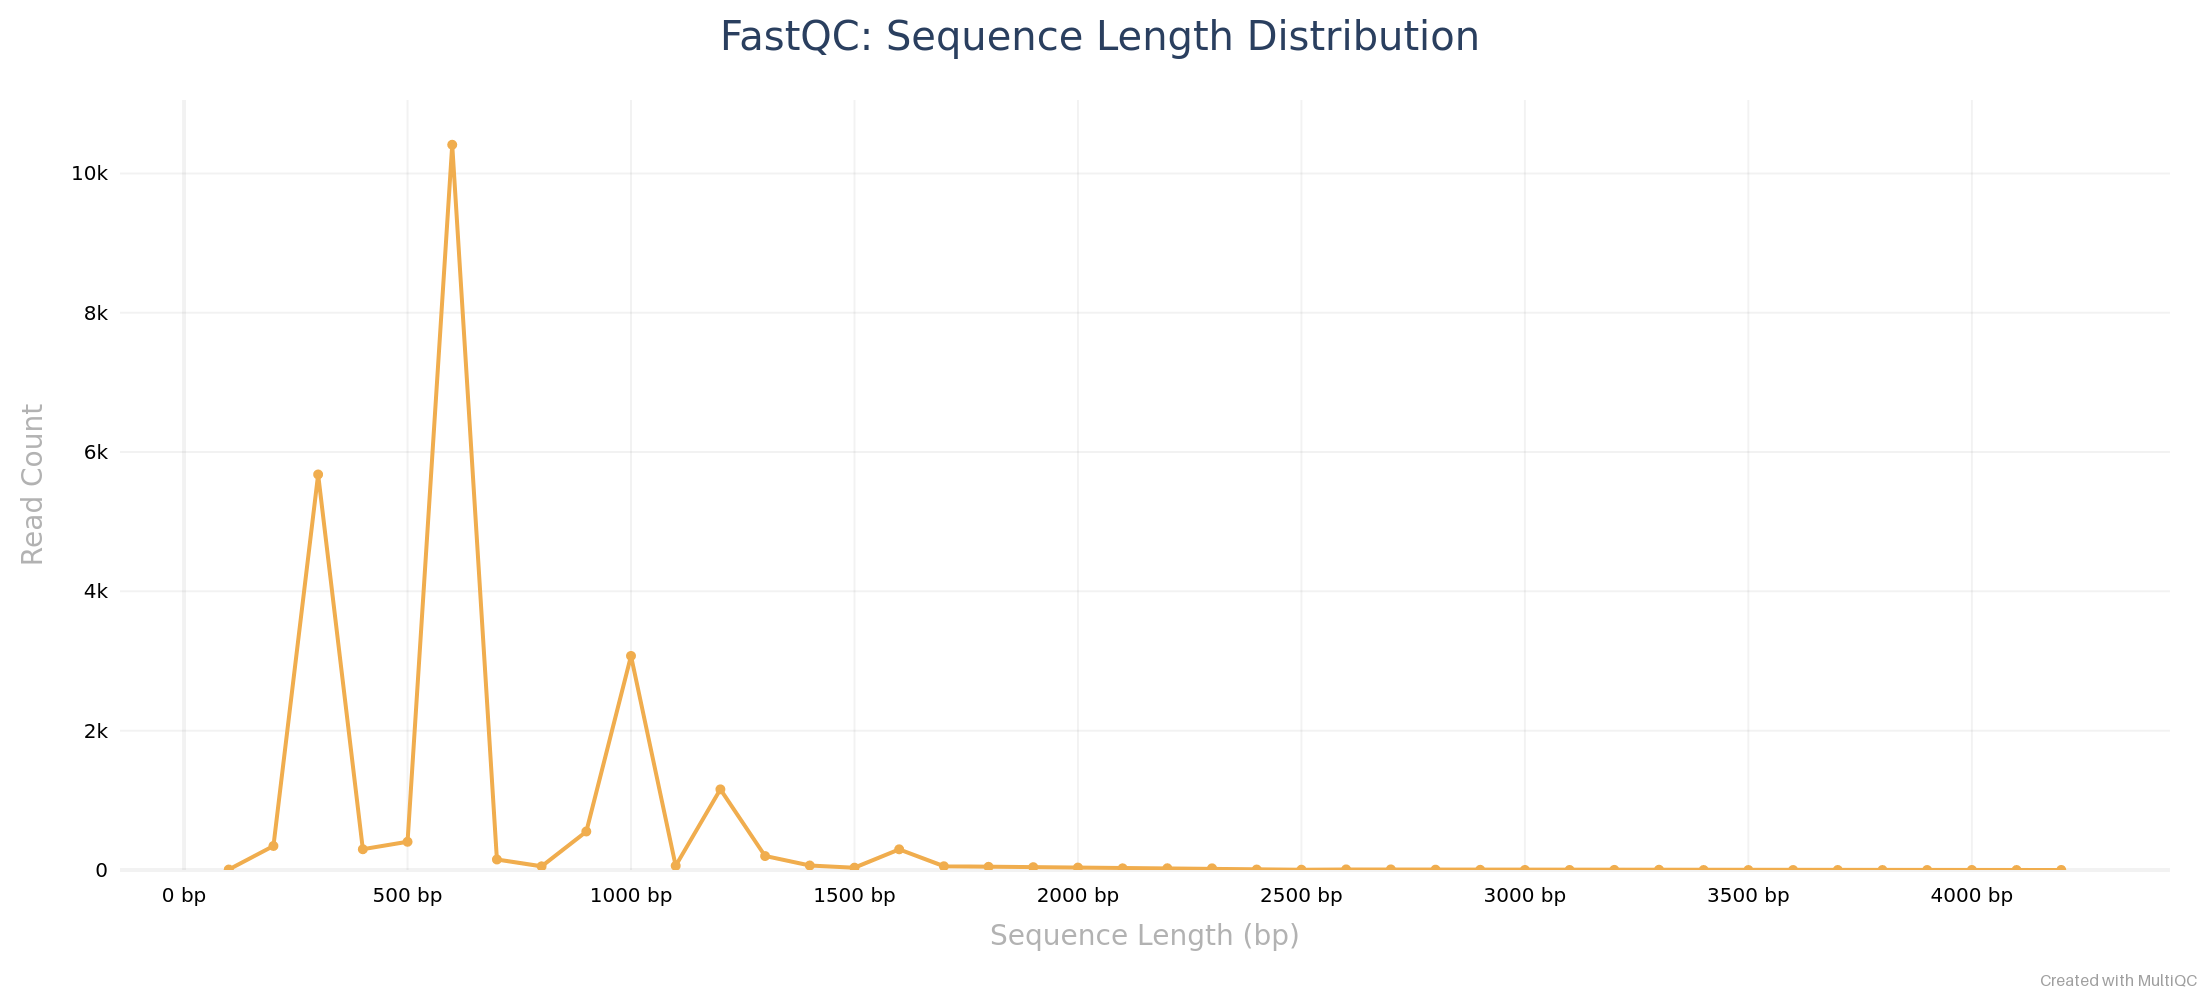 FastQC: Sequence Length Distribution
10k
8k
6k
4k
2k
0
Read Count
0 bp 500 bp 1000 bp 1500 bp 2000 bp 2500 bp 3000 bp 3500 bp 4000 bp
Sequence Length (bp)
Created with MultiQC